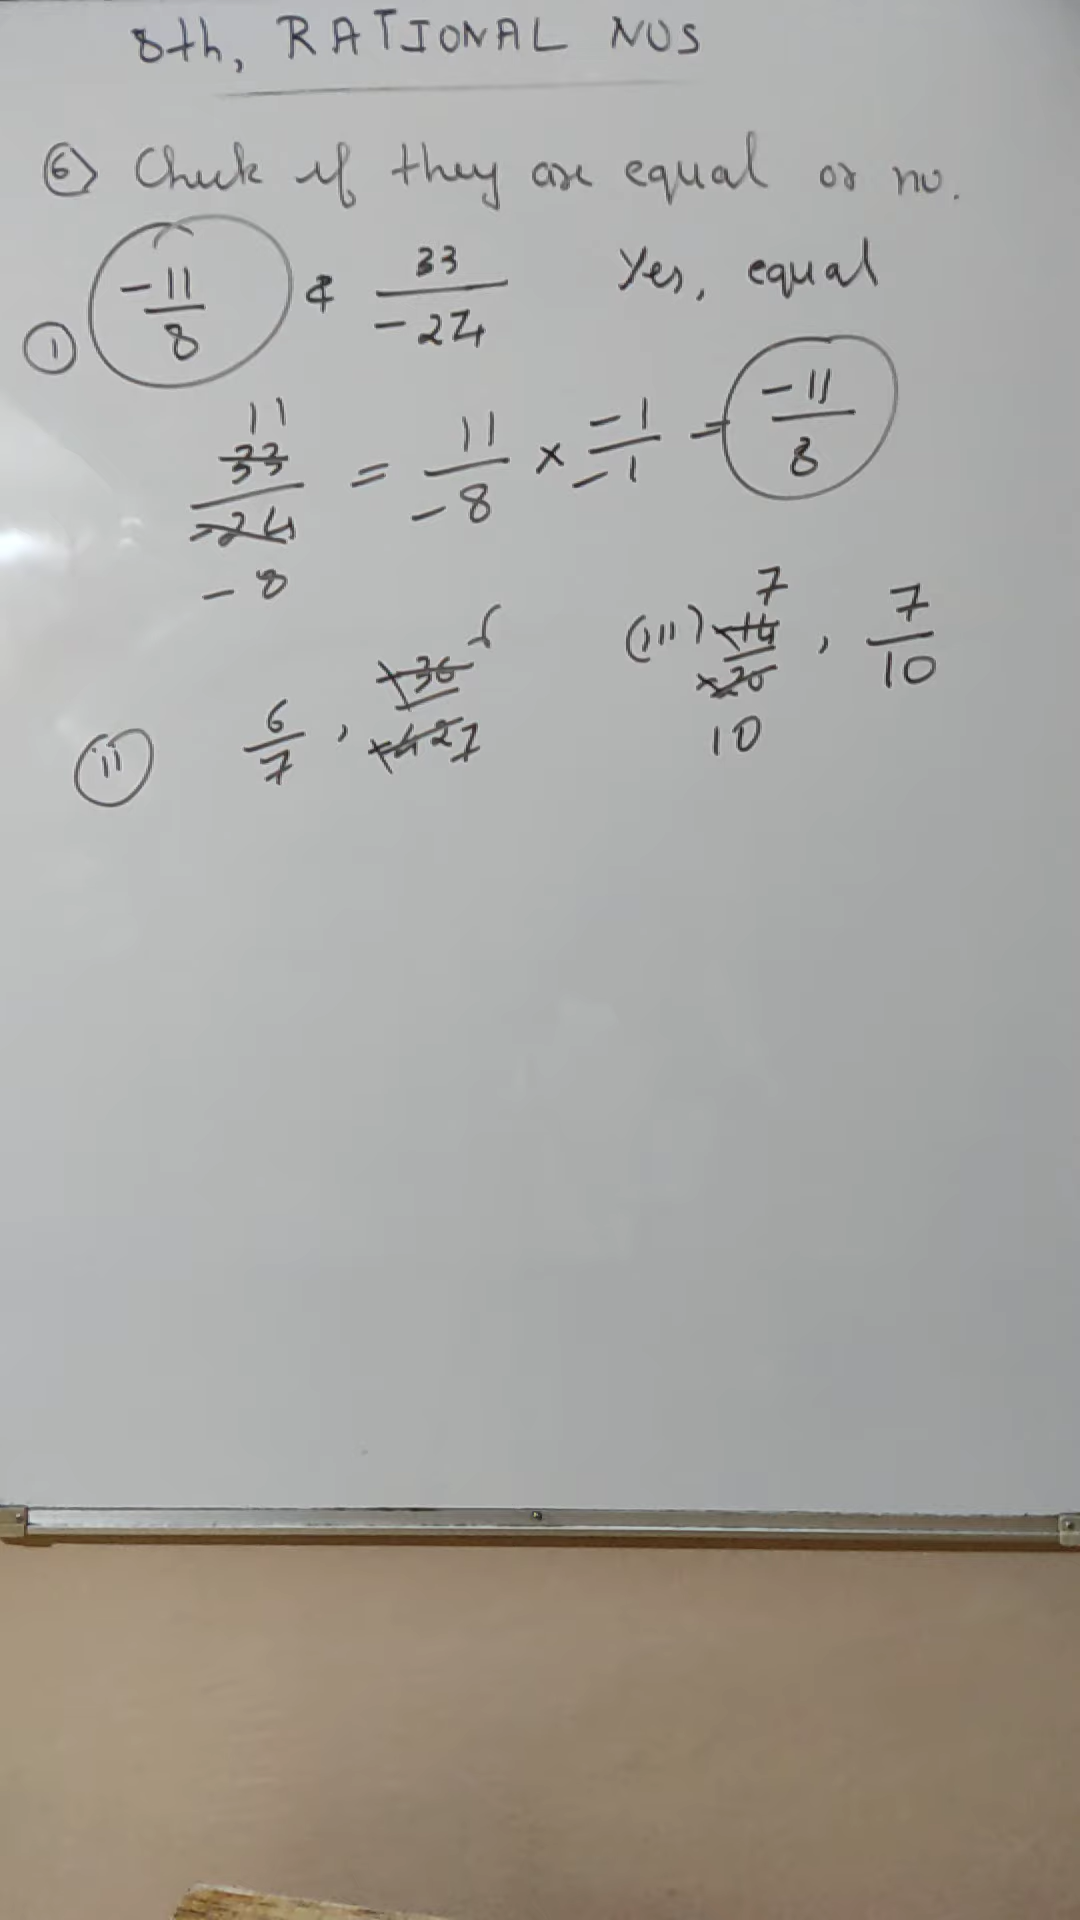 8th, RATIONAL NOS
6) Check if they are equal or no.
(i) -11/8 & 33/-24 Yes, equal
11
33/-24 = 11/-8 × -1/-1 = -11/8
-8
(ii) 6/7, -36/-42 6 7
(iii) 7 -14/-20, 7/10
10